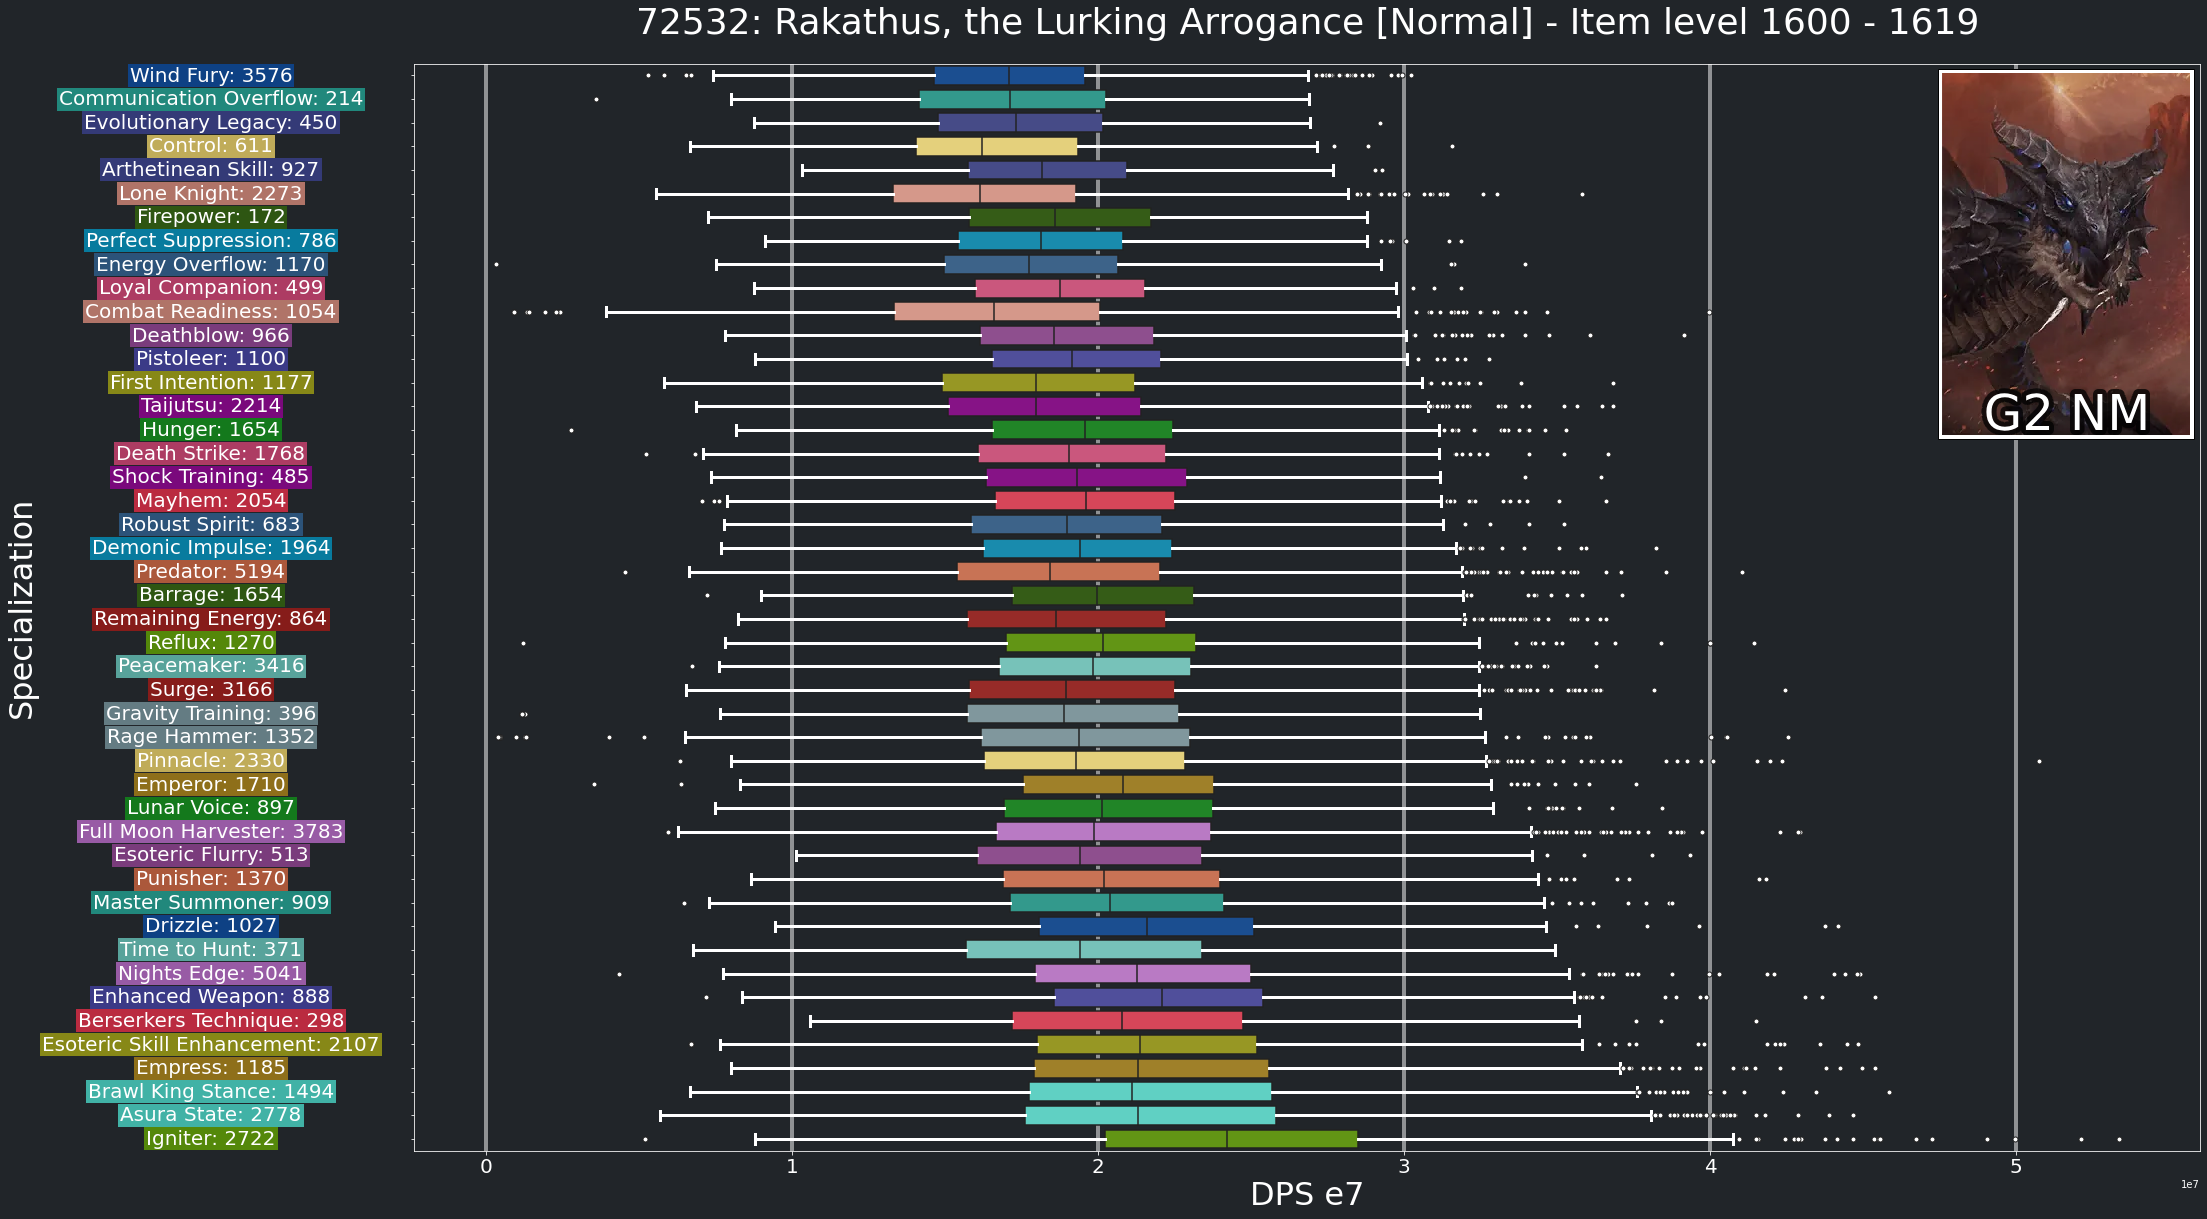 72532: Rakathus, the Lurking Arrogance [Normal] - Item level 1600 - 1619
Wind Fury: 3576
Communication Overflow: 214
Evolutionary Legacy: 450
Control: 611
Arthetinean Skill: 927
Lone Knight: 2273
Firepower: 172
Perfect Suppression: 786
Energy Overflow: 1170
Loyal Companion: 499
Combat Readiness: 1054
Deathblow: 966
Pistoleer: 1100
First Intention: 1177
Taijutsu: 2214
Hunger: 1654
Death Strike: 1768
Shock Training: 485
Mayhem: 2054
Robust Spirit: 683
Demonic Impulse: 1964
Predator: 5194
Barrage: 1654
Remaining Energy: 864
Reflux: 1270
Peacemaker: 3416
Surge: 3166
Gravity Training: 396
Rage Hammer: 1352
Pinnacle: 2330
Emperor: 1710
Lunar Voice: 897
Full Moon Harvester: 3783
Esoteric Flurry: 513
Punisher: 1370
Master Summoner: 909
Drizzle: 1027
Time to Hunt: 371
Nights Edge: 5041
Enhanced Weapon: 888
Berserkers Technique: 298
Esoteric Skill Enhancement: 2107
Empress: 1185
Brawl King Stance: 1494
Asura State: 2778
Igniter: 2722
Specialization
G2 NM
0 1 2 3 4 5
DPS e7
1e7